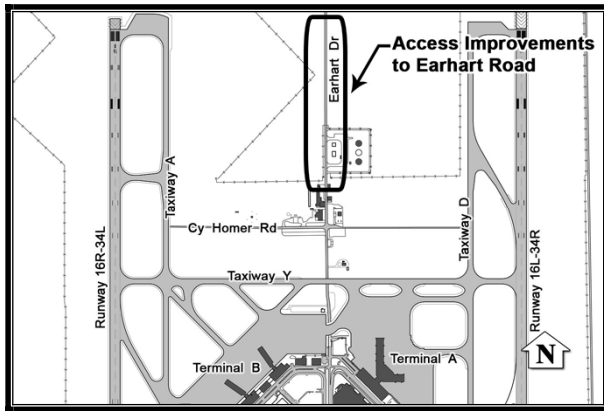 Earhart Dr
Access Improvements
to Earhart Road
Taxiway A
Cy Homer Rd
Taxiway D
Runway 16R-34L
Taxiway Y
Runway 16L-34R
Terminal B
Terminal A
N